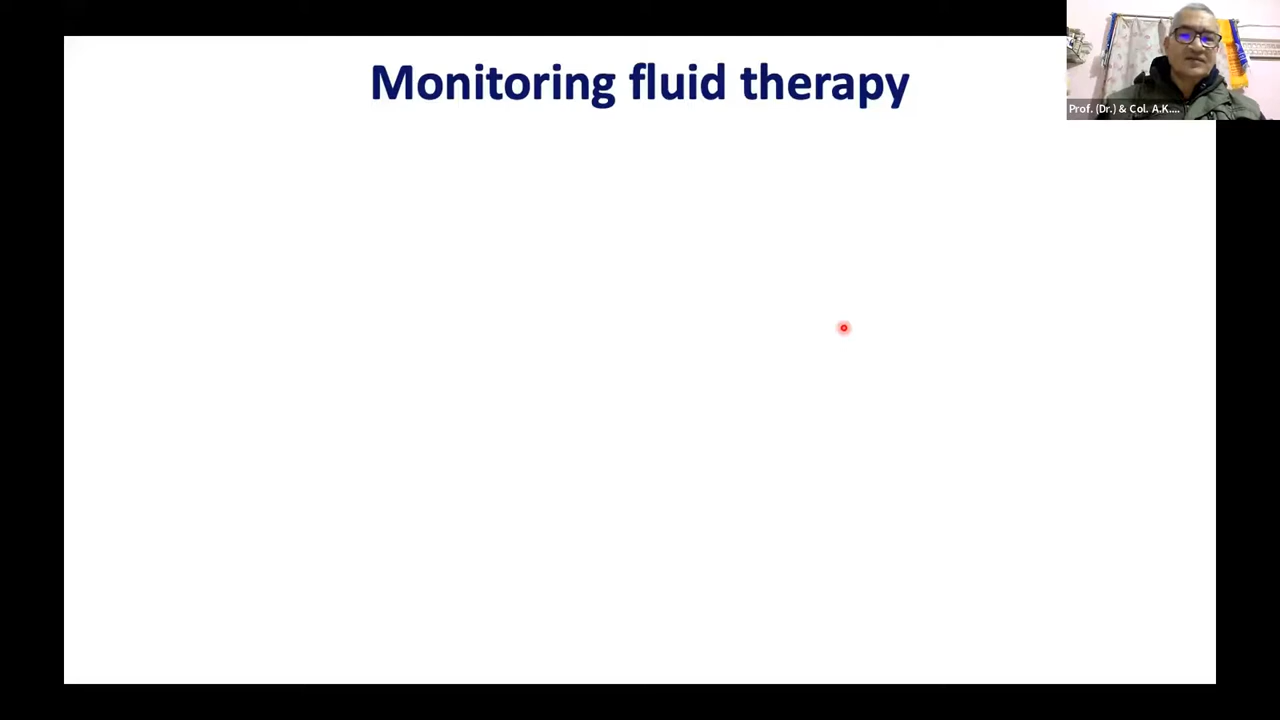 Monitoring fluid therapy
Prof. (Dr.) & Col. A.K....